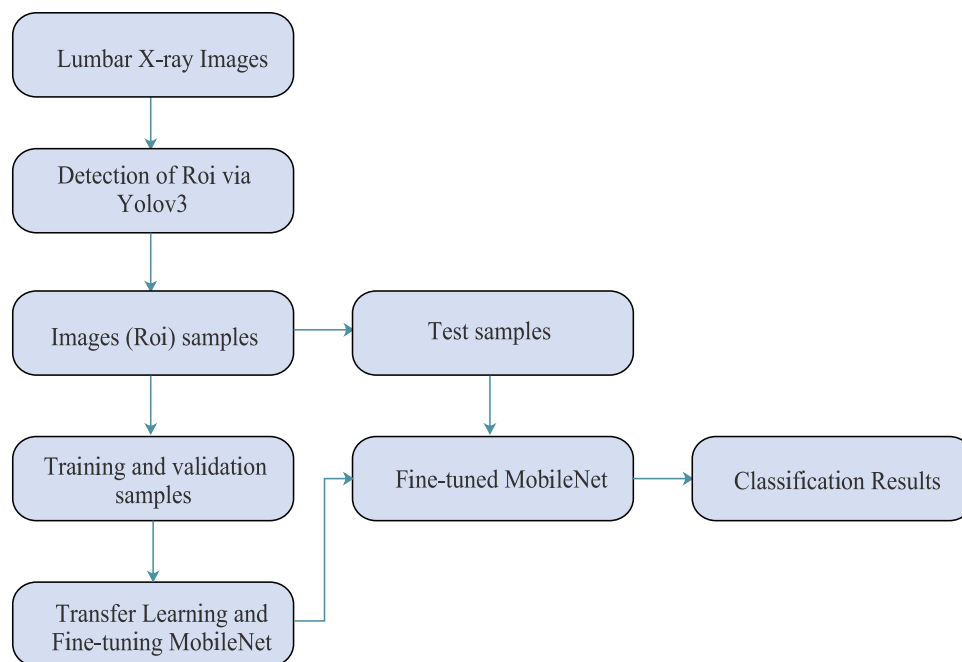 Lumbar X-ray Images
Detection of Roi via
Yolov3
Images (Roi) samples
Test samples
Training and validation
samples
Fine-tuned MobileNet
Classification Results
Transfer Learning and
Fine-tuning MobileNet